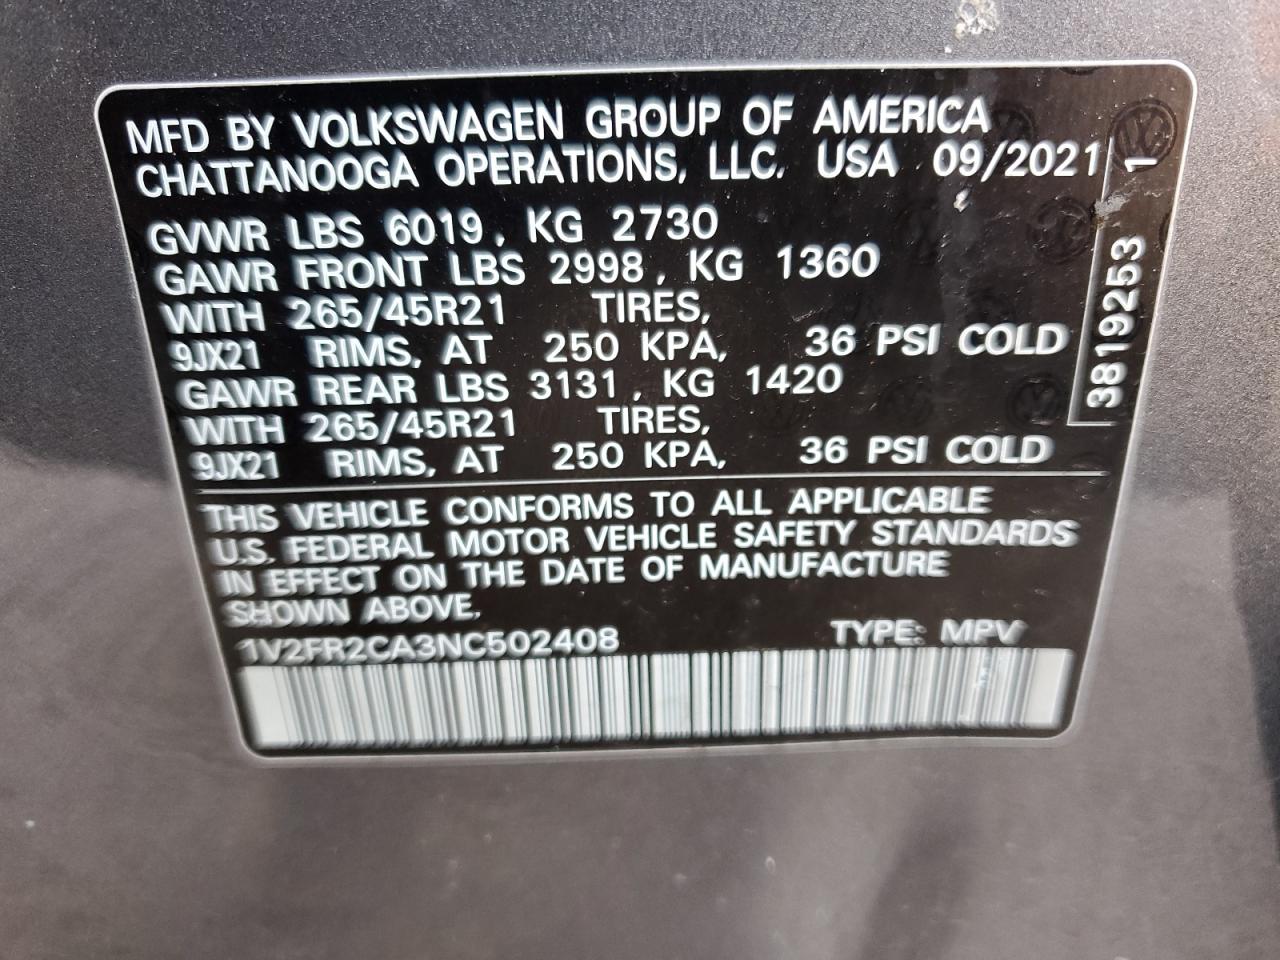 MFD BY VOLKSWAGEN GROUP OF AMERICA
CHATTANOOGA OPERATIONS, LLC. USA 09/2021
GVWR LBS 6019, KG 2730
GAWR FRONT LBS 2998, KG 1360
WITH 265/45R21 TIRES,
9JX21 RIMS, AT 250 KPA, 36 PSI COLD
GAWR REAR LBS 3131, KG 1420
WITH 265/45R21 TIRES,
9JX21 RIMS, AT 250 KPA, 36 PSI COLD
3819253 1
THIS VEHICLE CONFORMS TO ALL APPLICABLE
U.S. FEDERAL MOTOR VEHICLE SAFETY STANDARDS
IN EFFECT ON THE DATE OF MANUFACTURE
SHOWN ABOVE.
1V2FR2CA3NC502408 TYPE: MPV